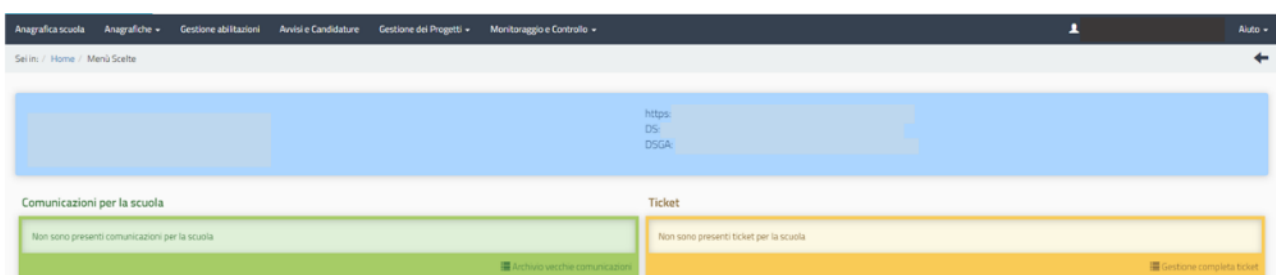 Anagrafica scuola Anagrafiche Gestione abilitazioni Avvisi e Candidature Gestione dei Progetti Monitoraggio e Controllo Aiuto
Sei in: / Home / Menù Scelte
https:
DS:
DSGA:
Comunicazioni per la scuola
Ticket
Non sono presenti comunicazioni per la scuola
Non sono presenti ticket per la scuola
Archivio vecchie comunicazioni
Gestione completa ticket